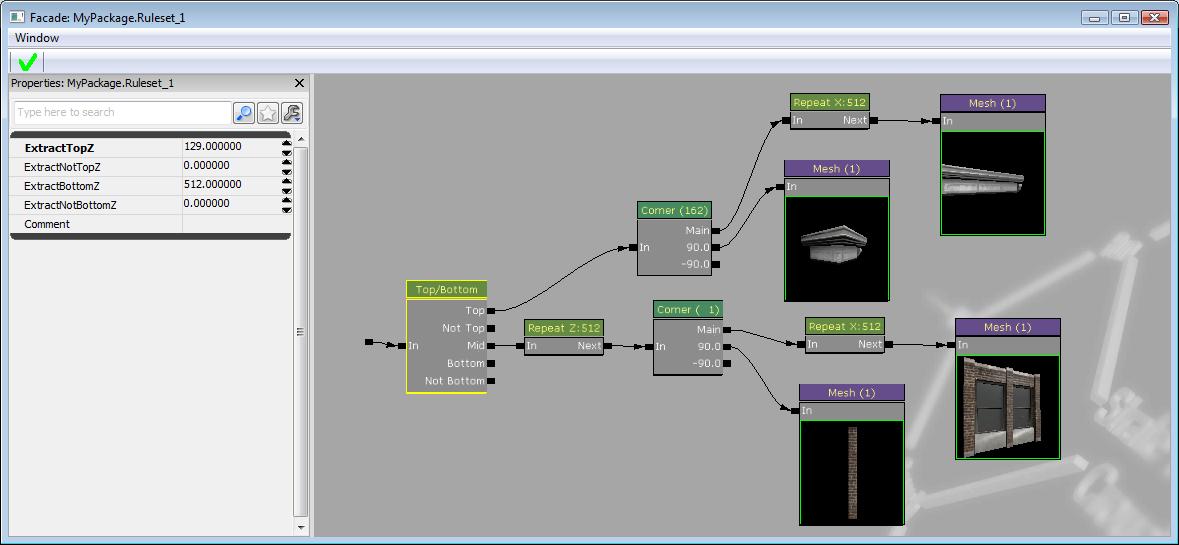 Facade: MyPackage.Ruleset_1
Window
Properties: MyPackage.Ruleset_1
Type here to search
ExtractTopZ 129.000000
ExtractNotTopZ 0.000000
ExtractBottomZ 512.000000
ExtractNotBottomZ 0.000000
Comment
Top/Bottom
Top
Not Top
In Mid
Bottom
Not Bottom
Corner (162)
Main
In 90.0
-90.0
Repeat X:512
In Next
Mesh (1)
In
Mesh (1)
In
Repeat Z:512
In Next
Corner ( 1)
Main
In 90.0
-90.0
Repeat X:512
In Next
Mesh (1)
In
Mesh (1)
In